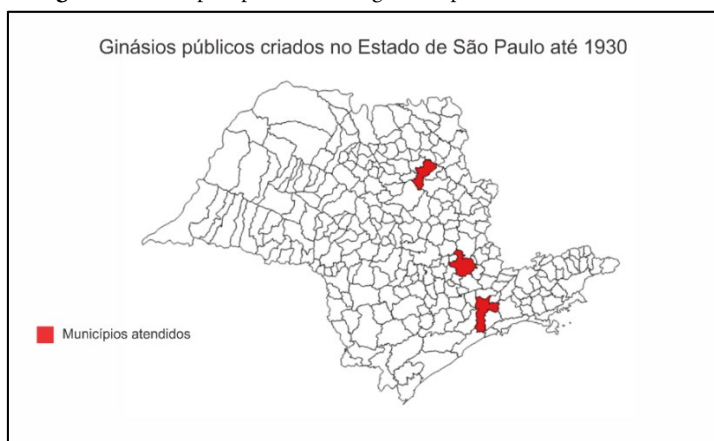 Ginásios públicos criados no Estado de São Paulo até 1930
Municípios atendidos